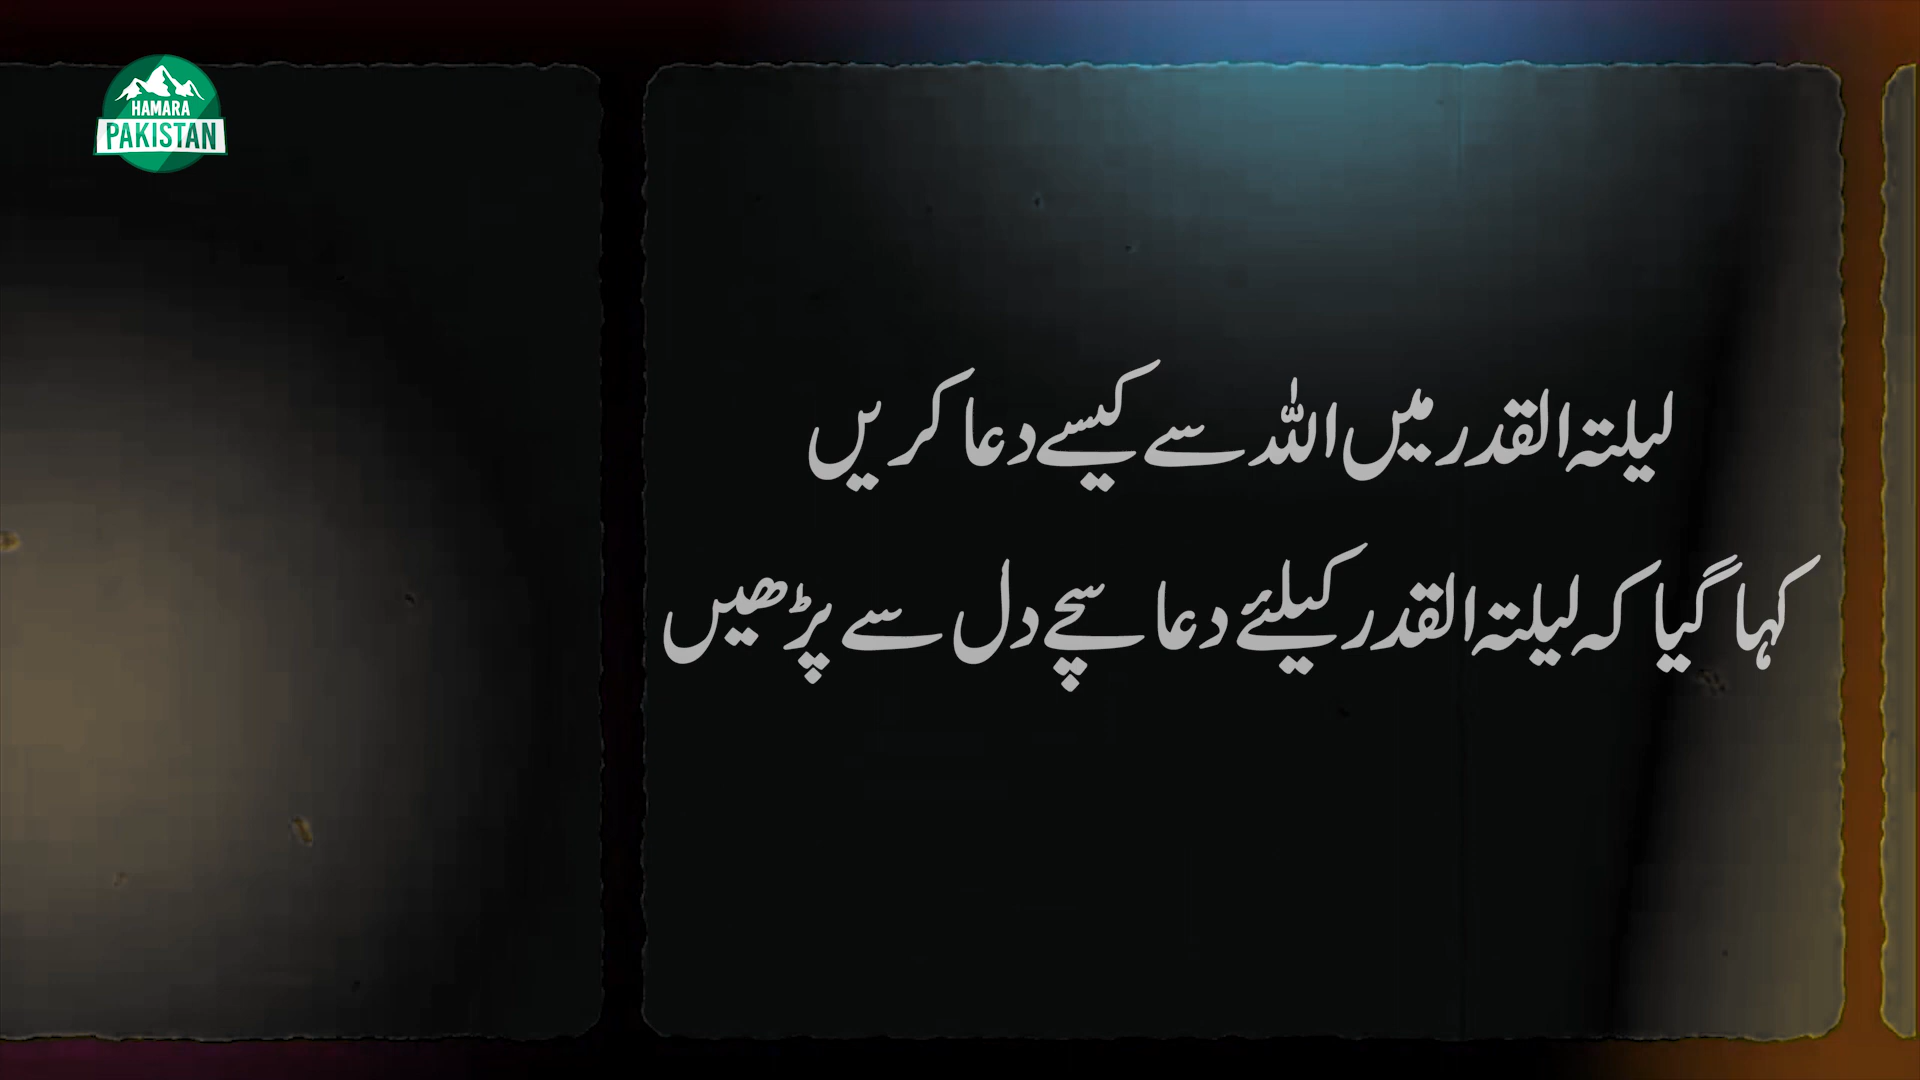 HAMARA
PAKISTAN
لیلتہ القدر میں اللہ سے کیسے دعا کریں
کہا گیا کہ لیلتہ القدر کیلئے دعا سچے دل سے پڑھیں